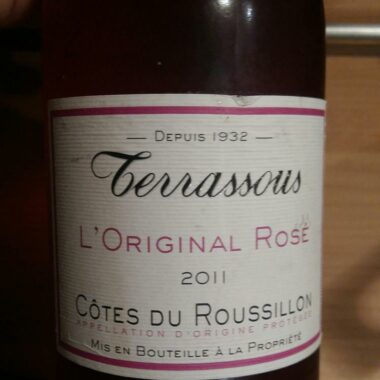 — DEPUIS 1932 —
Terrassous
L'ORIGINAL ROSÉ
2011
CÔTES DU ROUSSILLON
APPELLATION D'ORIGINE PROTÉGÉE
MIS EN BOUTEILLE À LA PROPRIÉTÉ